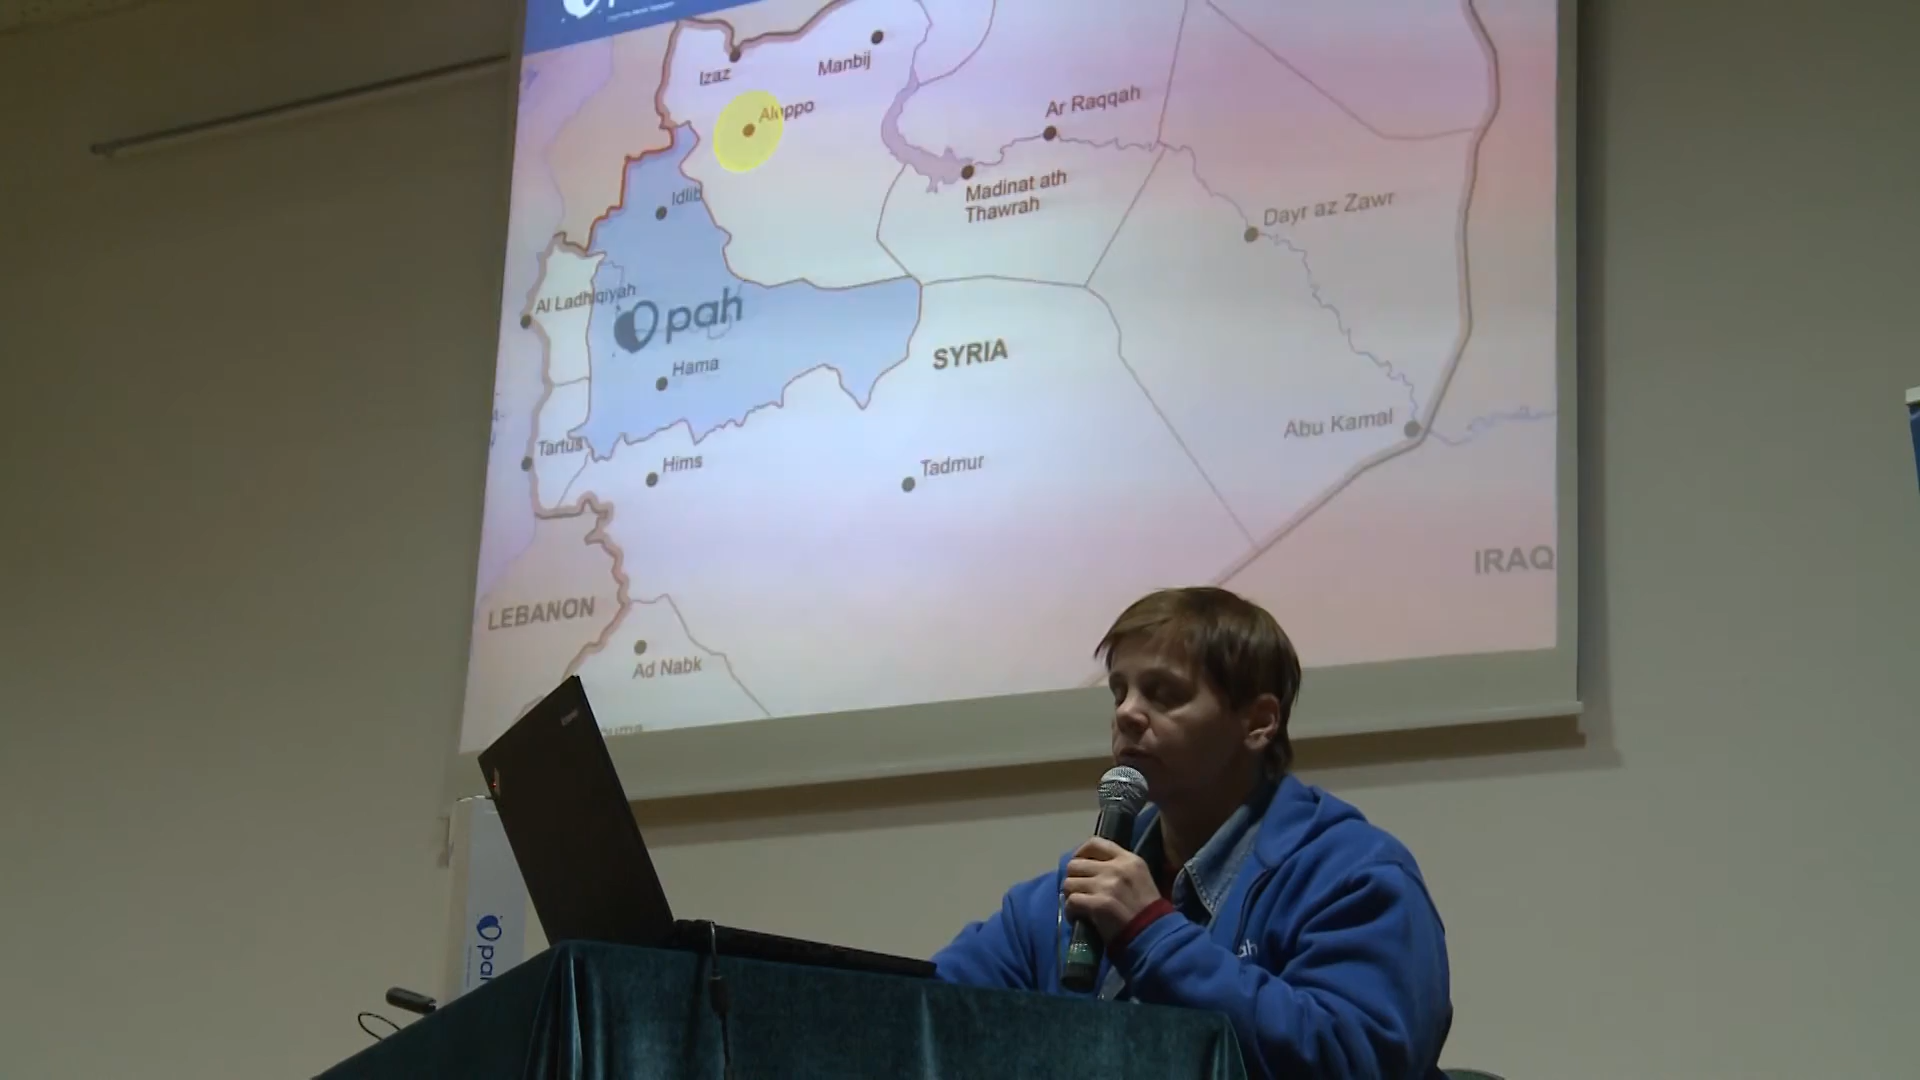 Izaz
Manbij
Aleppo
Ar Raqqah
Idlib
Madinat ath
Thawrah
Dayr az Zawr
Al Ladhiqiyah
pah
SYRIA
Hama
Abu Kamal
Tartus
Hims
Tadmur
IRAQ
LEBANON
Ad Nabk
pah
ah